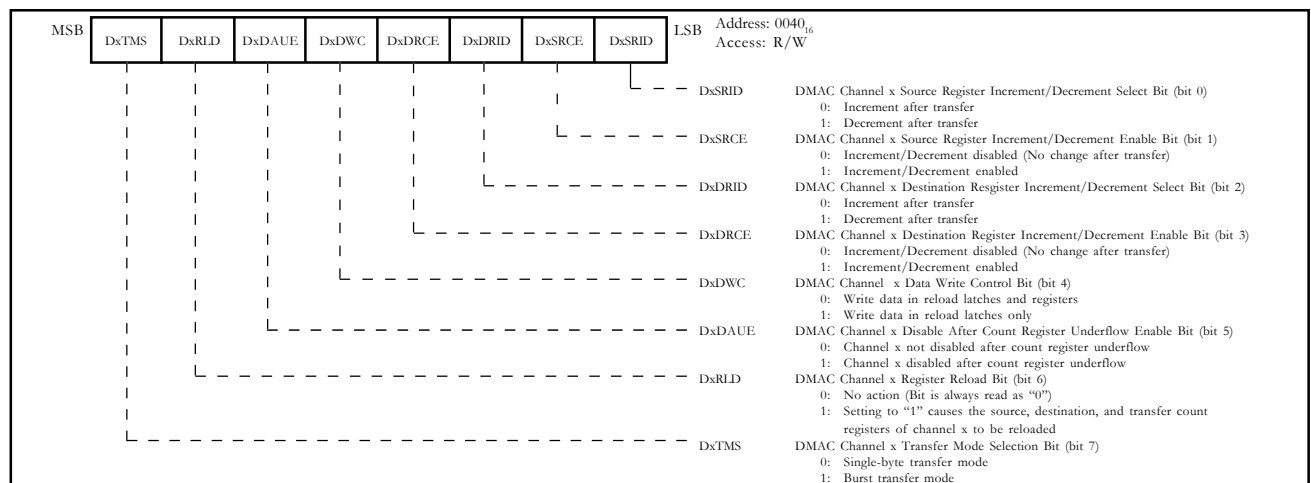 MSB DxTMS DxRLD DxDAUE DxDWC DxDRCE DxDRID DxSRCE DxSRID LSB Address: 0040₁₆
Access: R/W
DxSRID DMAC Channel x Source Register Increment/Decrement Select Bit (bit 0)
0: Increment after transfer
1: Decrement after transfer
DxSRCE DMAC Channel x Source Register Increment/Decrement Enable Bit (bit 1)
0: Increment/Decrement disabled (No change after transfer)
1: Increment/Decrement enabled
DxDRID DMAC Channel x Destination Resgister Increment/Decrement Select Bit (bit 2)
0: Increment after transfer
1: Decrement after transfer
DxDRCE DMAC Channel x Destination Register Increment/Decrement Enable Bit (bit 3)
0: Increment/Decrement disabled (No change after transfer)
1: Increment/Decrement enabled
DxDWC DMAC Channel x Data Write Control Bit (bit 4)
0: Write data in reload latches and registers
1: Write data in reload latches only
DxDAUE DMAC Channel x Disable After Count Register Underflow Enable Bit (bit 5)
0: Channel x not disabled after count register underflow
1: Channel x disabled after count register underflow
DxRLD DMAC Channel x Register Reload Bit (bit 6)
0: No action (Bit is always read as “0”)
1: Setting to “1” causes the source, destination, and transfer count
registers of channel x to be reloaded
DxTMS DMAC Channel x Transfer Mode Selection Bit (bit 7)
0: Single-byte transfer mode
1: Burst transfer mode